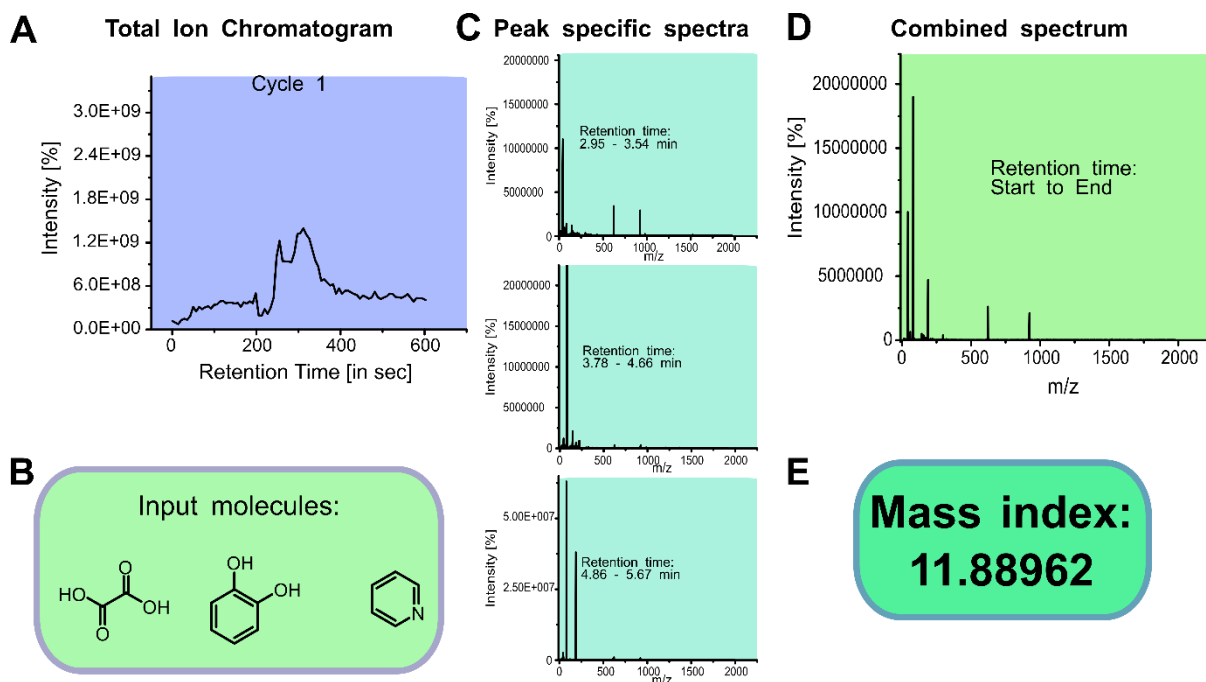 A
Total Ion Chromatogram
Cycle 1
3.0E+09
2.4E+09
1.8E+09
1.2E+09
6.0E+08
0.0E+00
Intensity [%]
0
200
400
600
Retention Time [in sec]
B
Input molecules:
O
HO
OH
O
OH
OH
N
C
Peak specific spectra
20000000
15000000
10000000
5000000
0
Intensity [%]
Retention time:
2.95 - 3.54 min
0
500
1000
1500
2000
m/z
20000000
15000000
10000000
5000000
0
Intensity [%]
Retention time:
3.78 - 4.66 min
0
500
1000
1500
2000
m/z
5.00E+007
2.50E+007
0
Intensity [%]
Retention time:
4.86 - 5.67 min
0
500
1000
1500
2000
m/z
D
Combined spectrum
20000000
15000000
10000000
5000000
0
Intensity [%]
Retention time:
Start to End
0
500
1000
1500
2000
m/z
E
Mass index:
11.88962